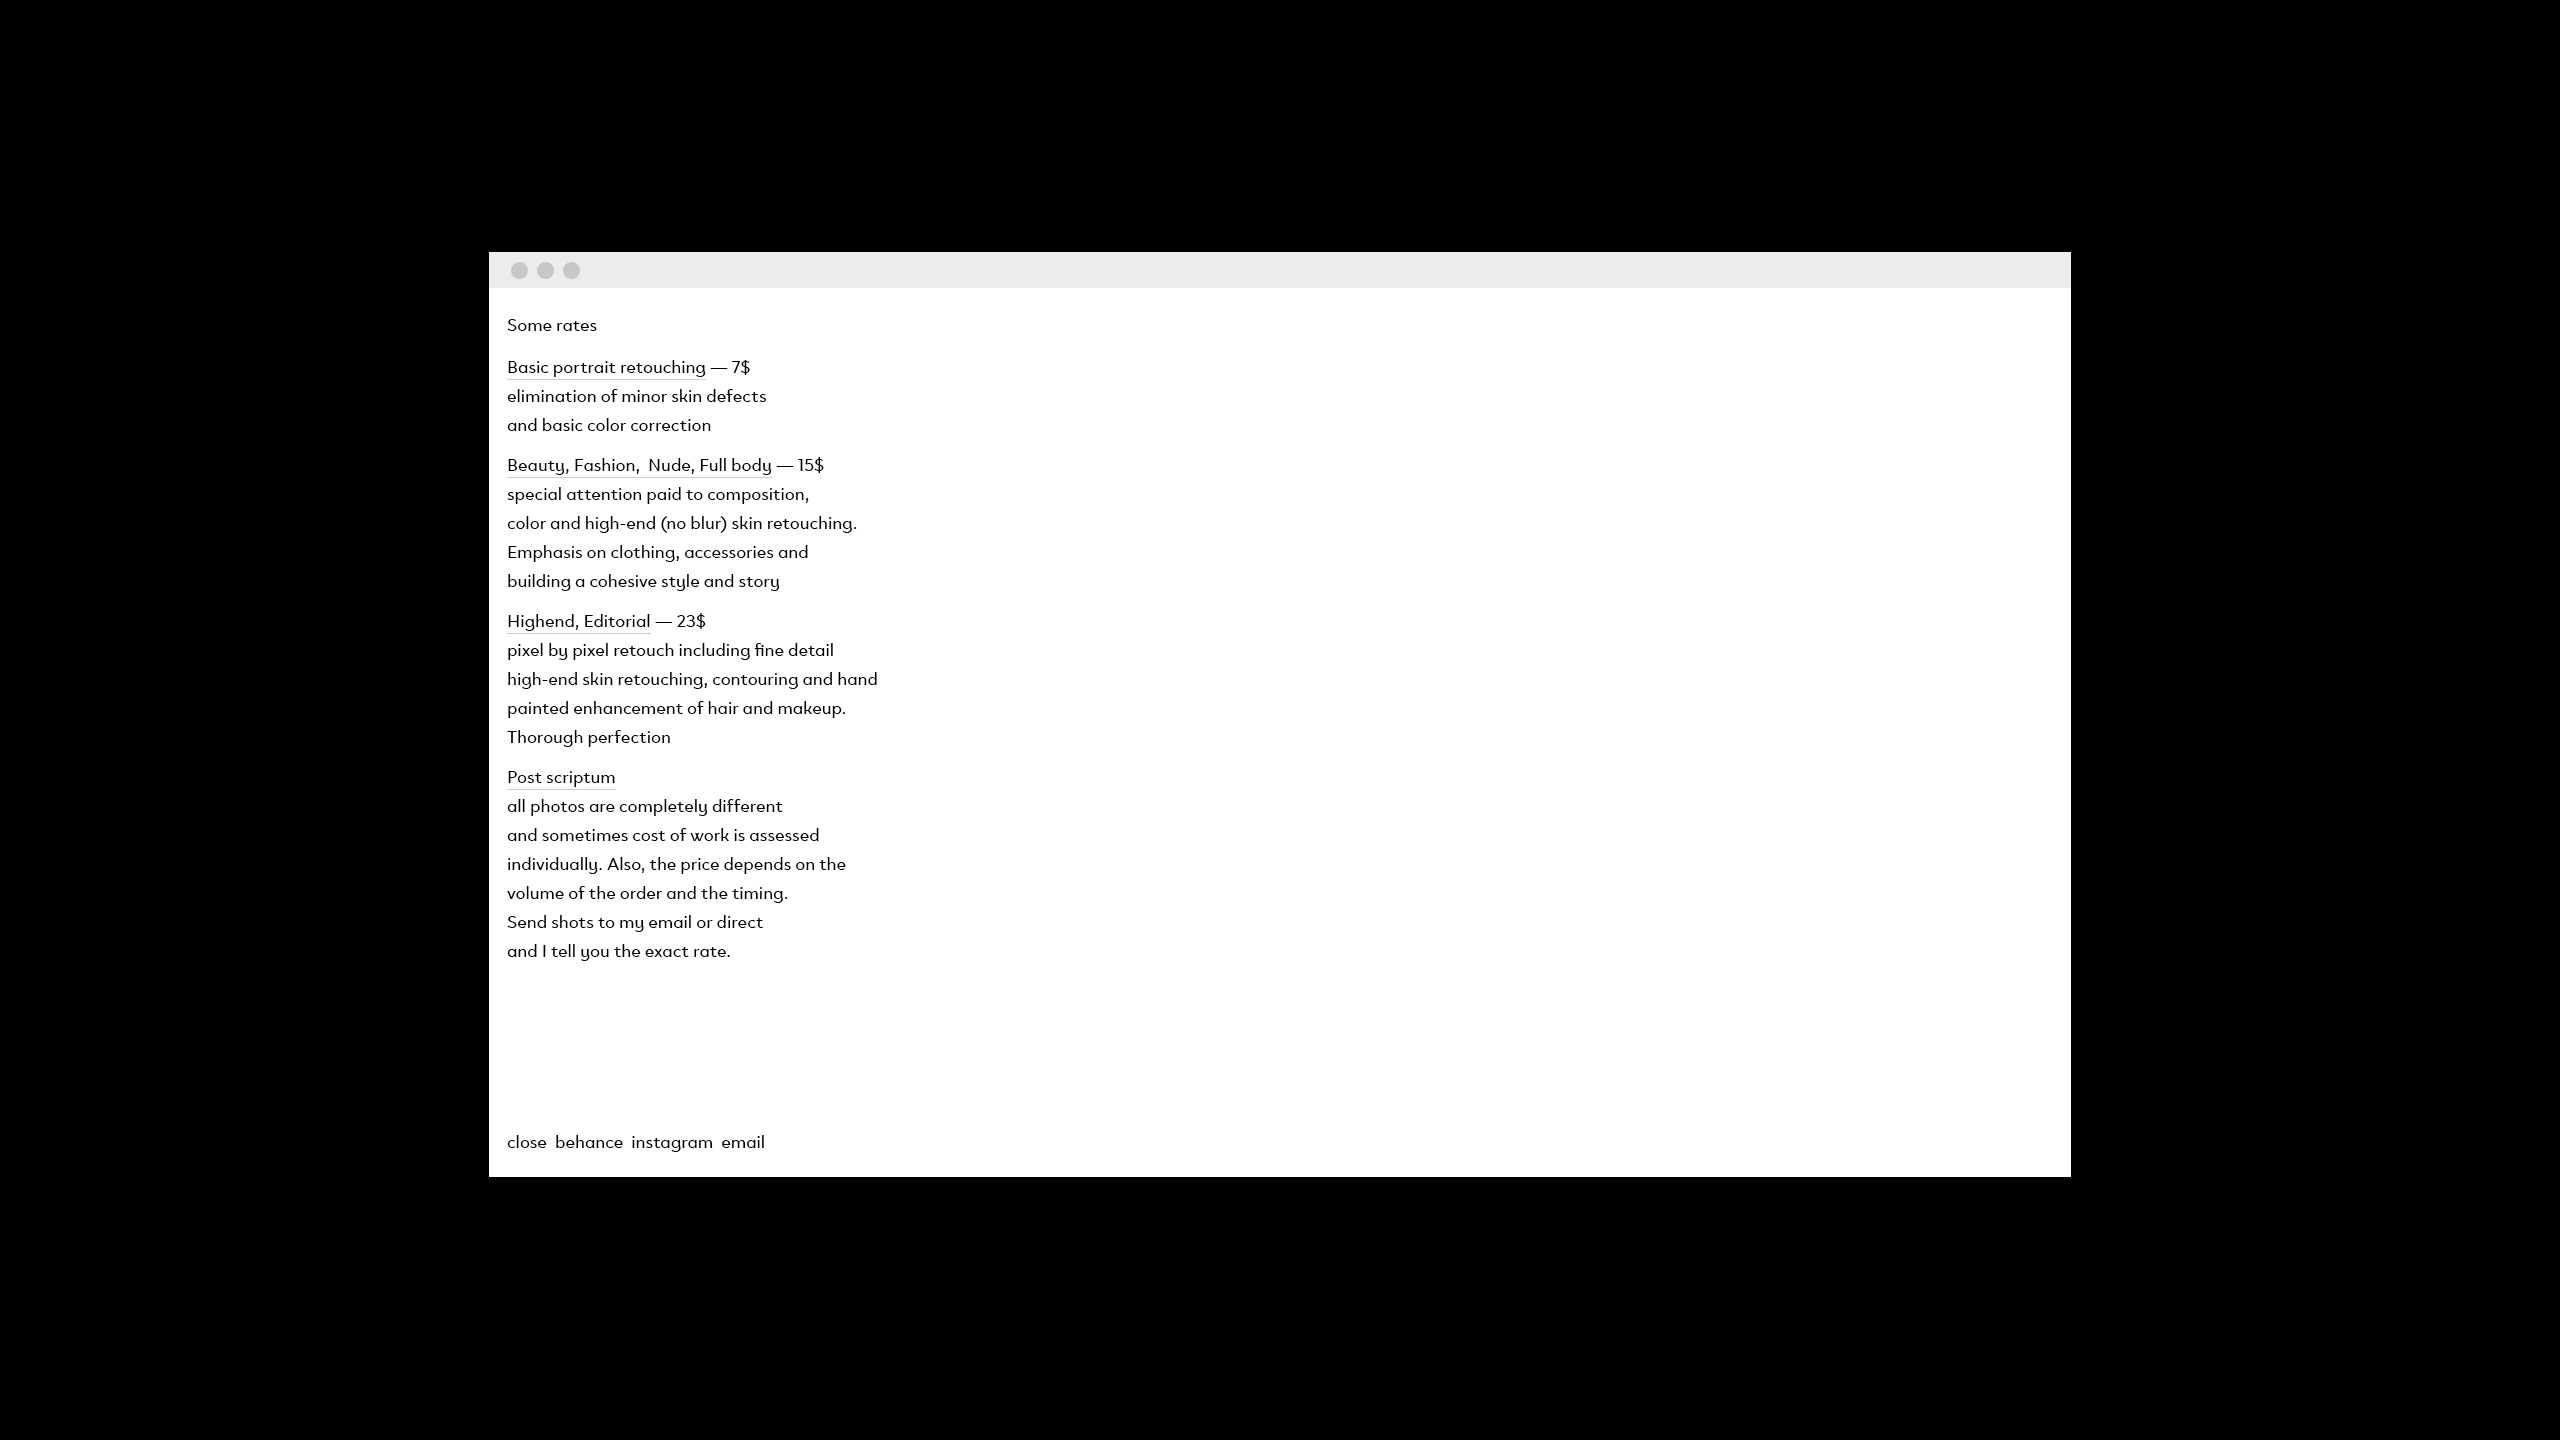 Some rates
Basic portrait retouching — 7$
elimination of minor skin defects
and basic color correction
Beauty, Fashion,  Nude, Full body — 15$
special attention paid to composition,
color and high-end (no blur) skin retouching.
Emphasis on clothing, accessories and
building a cohesive style and story
Highend, Editorial — 23$
pixel by pixel retouch including fine detail
high-end skin retouching, contouring and hand
painted enhancement of hair and makeup.
Thorough perfection
Post scriptum
all photos are completely different
and sometimes cost of work is assessed
individually. Also, the price depends on the
volume of the order and the timing.
Send shots to my email or direct
and I tell you the exact rate.
close  behance  instagram  email